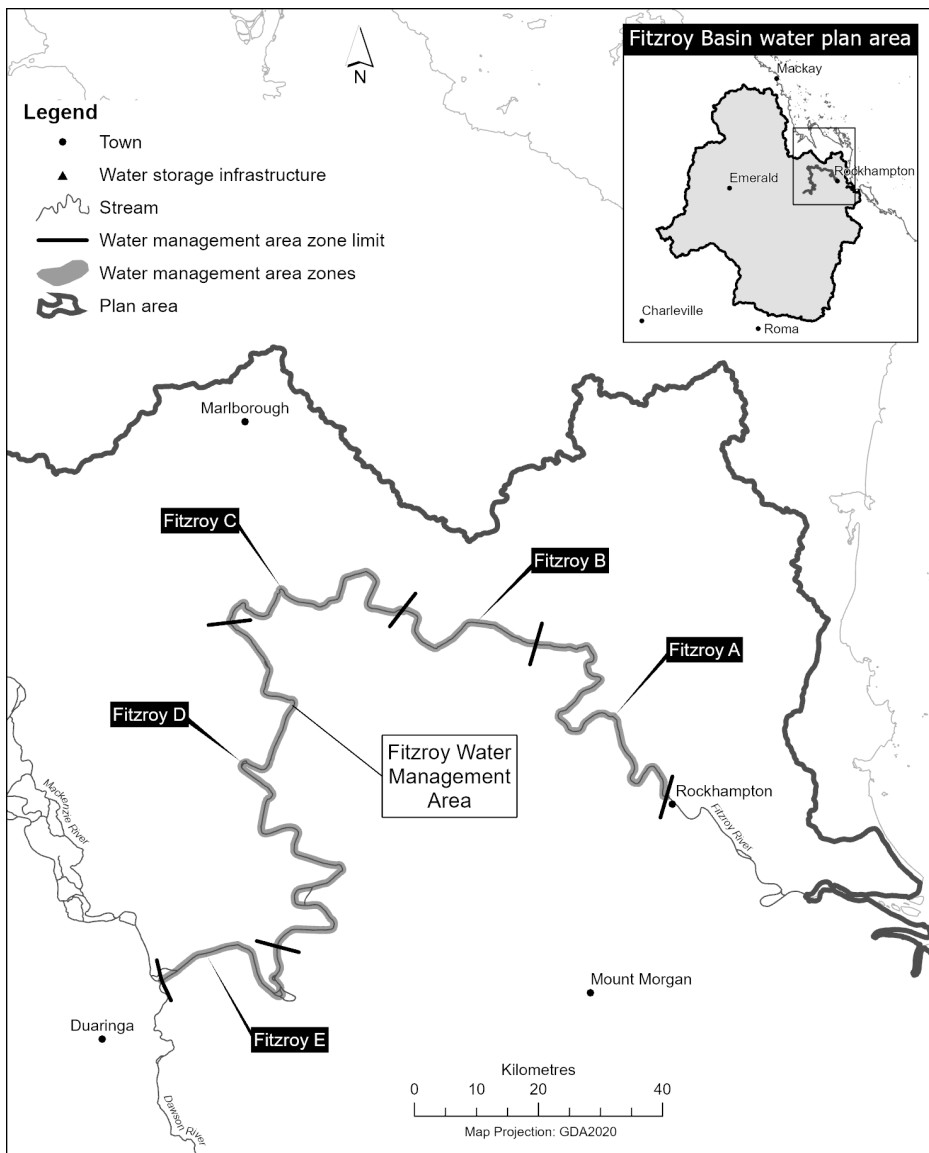 Fitzroy Basin water plan area
Mackay
Emerald
Rockhampton
Charleville
Roma
N
Legend
Town
Water storage infrastructure
Stream
Water management area zone limit
Water management area zones
Plan area
Marlborough
Fitzroy C
Fitzroy B
Fitzroy A
Fitzroy D
Fitzroy Water
Management
Area
Mackenzie River
Rockhampton
Fitzroy River
Mount Morgan
Duaringa
Fitzroy E
Dawson River
Kilometres
0 10 20 40
Map Projection: GDA2020